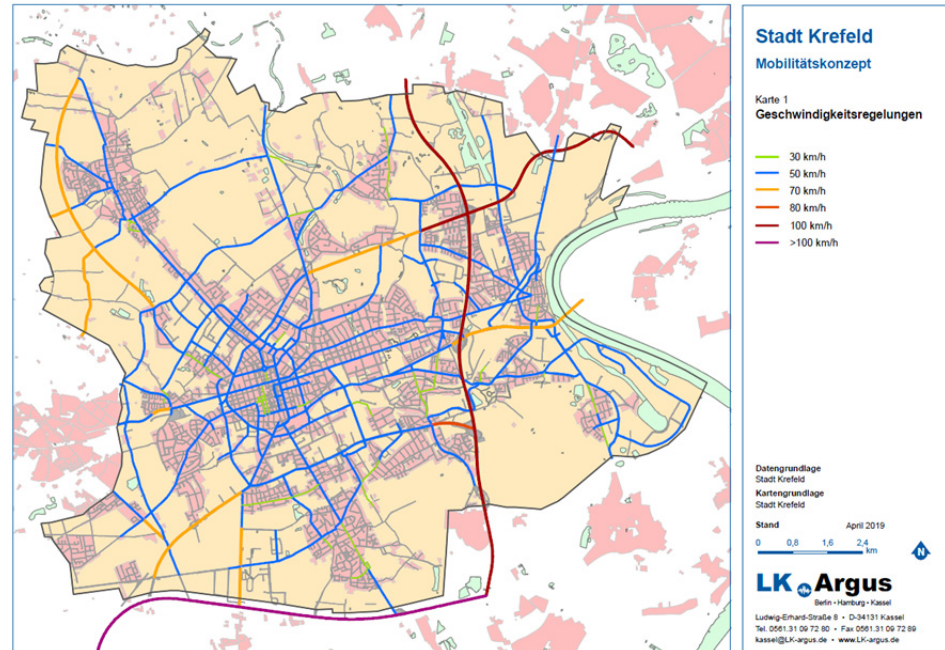 Stadt Krefeld
Mobilitätskonzept
Karte 1
Geschwindigkeitsregelungen
30 km/h
50 km/h
70 km/h
80 km/h
100 km/h
>100 km/h
Datengrundlage
Stadt Krefeld
Kartengrundlage
Stadt Krefeld
Stand April 2019
0 0,8 1,6 2,4
km
N
LK Argus
Berlin • Hamburg • Kassel
Ludwig-Erhard-Straße 8 • D-34131 Kassel
Tel. 0561.31 09 72 80 • Fax 0561.31 09 72 89
kassel@LK-argus.de • www.LK-argus.de